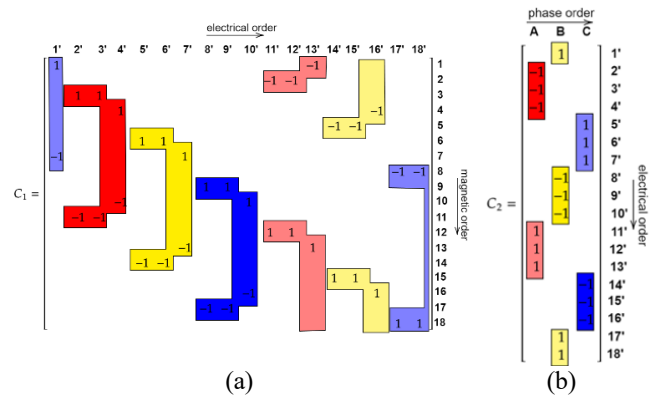 electrical order
1' 2' 3' 4' 5' 6' 7' 8' 9' 10' 11' 12' 13' 14' 15' 16' 17' 18'
1 −1 1
−1 −1 2
1 1 3
1 −1 4
−1 −1 5
1 1 6
−1 1 7
−1 −1 8
1 1 9
C₁ =
−1 1 10
−1 −1 11
1 1 12
−1 1 13
−1 −1 14
1 1 15
−1 1 16
−1 −1 17
1 1 18
magnetic order
(a)
phase order
A B C
1 1'
−1 2'
−1 3'
−1 4'
1 5'
1 6'
1 7'
−1 8'
−1 9'
C₂ =
−1 10'
1 11'
1 12'
1 13'
−1 14'
−1 15'
−1 16'
1 17'
1 18'
electrical order
(b)